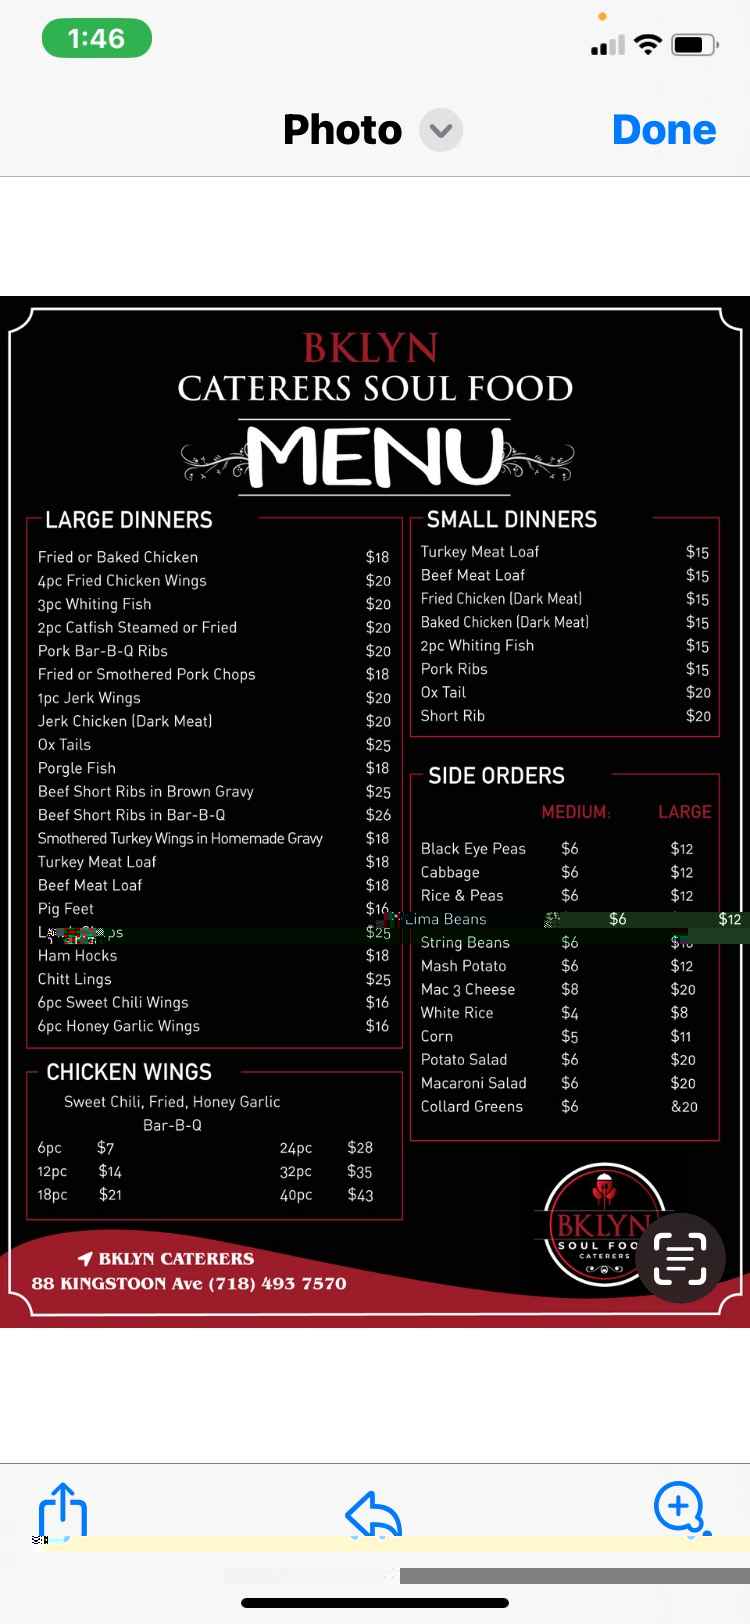 1:46
Photo
Done
BKLYN
CATERERS SOUL FOOD
MENU
LARGE DINNERS
Fried or Baked Chicken $18
4pc Fried Chicken Wings $20
3pc Whiting Fish $20
2pc Catfish Steamed or Fried $20
Pork Bar-B-Q Ribs $20
Fried or Smothered Pork Chops $18
1pc Jerk Wings $20
Jerk Chicken (Dark Meat) $20
Ox Tails $25
Porgle Fish $18
Beef Short Ribs in Brown Gravy $25
Beef Short Ribs in Bar-B-Q $26
Smothered Turkey Wings in Homemade Gravy $18
Turkey Meat Loaf $18
Beef Meat Loaf $18
Pig Feet $16
$25
Ham Hocks $18
Chitt Lings $25
6pc Sweet Chili Wings $16
6pc Honey Garlic Wings $16
CHICKEN WINGS
Sweet Chili, Fried, Honey Garlic
Bar-B-Q
6pc $7 24pc $28
12pc $14 32pc $35
18pc $21 40pc $43
SMALL DINNERS
Turkey Meat Loaf $15
Beef Meat Loaf $15
Fried Chicken (Dark Meat) $15
Baked Chicken (Dark Meat) $15
2pc Whiting Fish $15
Pork Ribs $15
Ox Tail $20
Short Rib $20
SIDE ORDERS
MEDIUM: LARGE
Black Eye Peas $6 $12
Cabbage $6 $12
Rice & Peas $6 $12
Lima Beans $6 $12
String Beans $6
Mash Potato $6 $12
Mac 3 Cheese $8 $20
White Rice $4 $8
Corn $5 $11
Potato Salad $6 $20
Macaroni Salad $6 $20
Collard Greens $6 &20
BKLYN
SOUL FOO
CATERERS
BKLYN CATERERS
88 KINGSTOON Ave (718) 493 7570